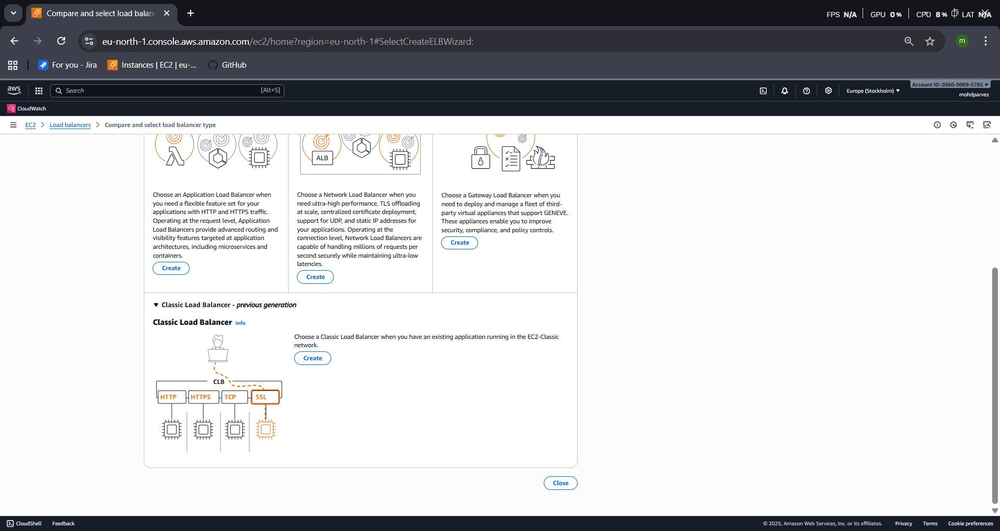 Compare and select load balan
FPS N/A GPU 0% CPU 8% LAT N/A
eu-north-1.console.aws.amazon.com/ec2/home?region=eu-north-1#SelectCreateELBWizard:
m
For you - Jira
Instances | EC2 | eu-...
GitHub
aws
Search
[Alt+S]
Europe (Stockholm)
Account ID: 0560-0009-5785
mohdparvez
CloudWatch
EC2
Load balancers
Compare and select load balancer type
ALB
Choose an Application Load Balancer when
you need a flexible feature set for your
applications with HTTP and HTTPS traffic.
Operating at the request level, Application
Load Balancers provide advanced routing and
visibility features targeted at application
architectures, including microservices and
containers.
Create
Choose a Network Load Balancer when you
need ultra-high performance, TLS offloading
at scale, centralized certificate deployment,
support for UDP, and static IP addresses for
your applications. Operating at the
connection level, Network Load Balancers are
capable of handling millions of requests per
second securely while maintaining ultra-low
latencies.
Create
Choose a Gateway Load Balancer when you
need to deploy and manage a fleet of third-
party virtual appliances that support GENEVE.
These appliances enable you to improve
security, compliance, and policy controls.
Create
Classic Load Balancer - previous generation
Classic Load Balancer Info
Choose a Classic Load Balancer when you have an existing application running in the EC2-Classic
network.
Create
CLB
HTTP HTTPS TCP SSL
Close
CloudShell
Feedback
© 2025, Amazon Web Services, Inc. or its affiliates.
Privacy
Terms
Cookie preferences